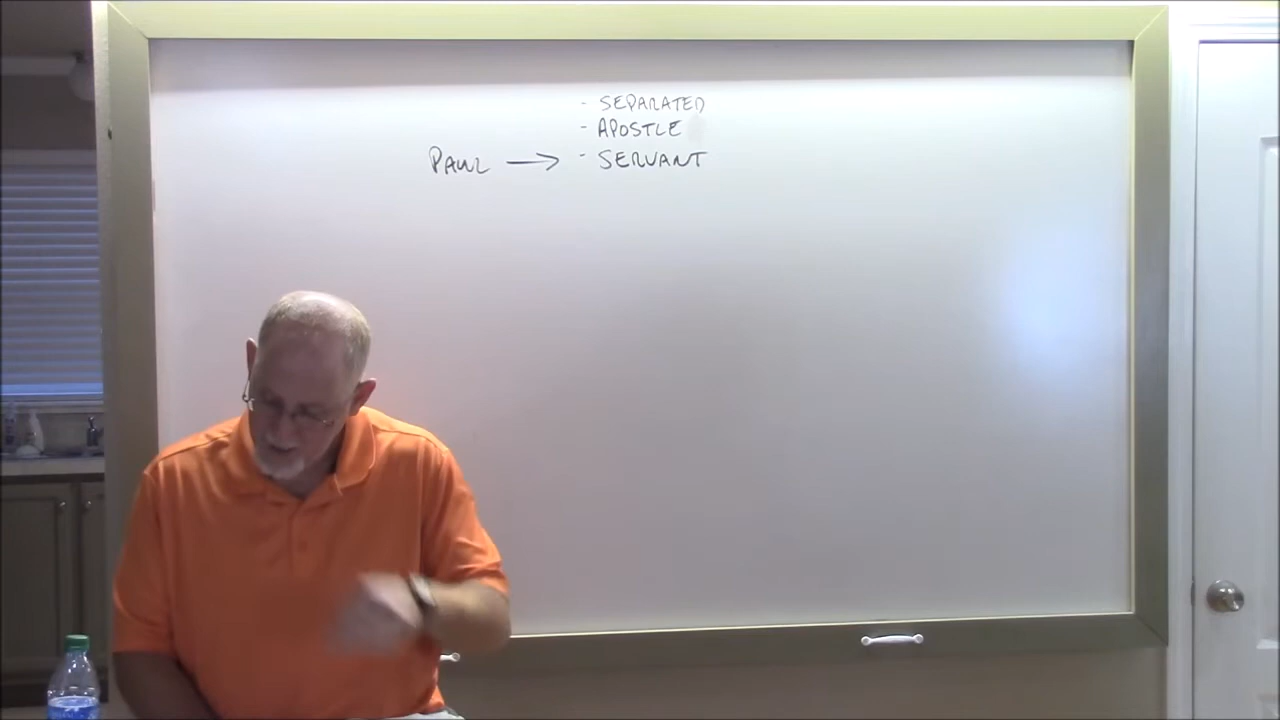 - SEPARATED
- APOSTLE
PAUL → - SERVANT